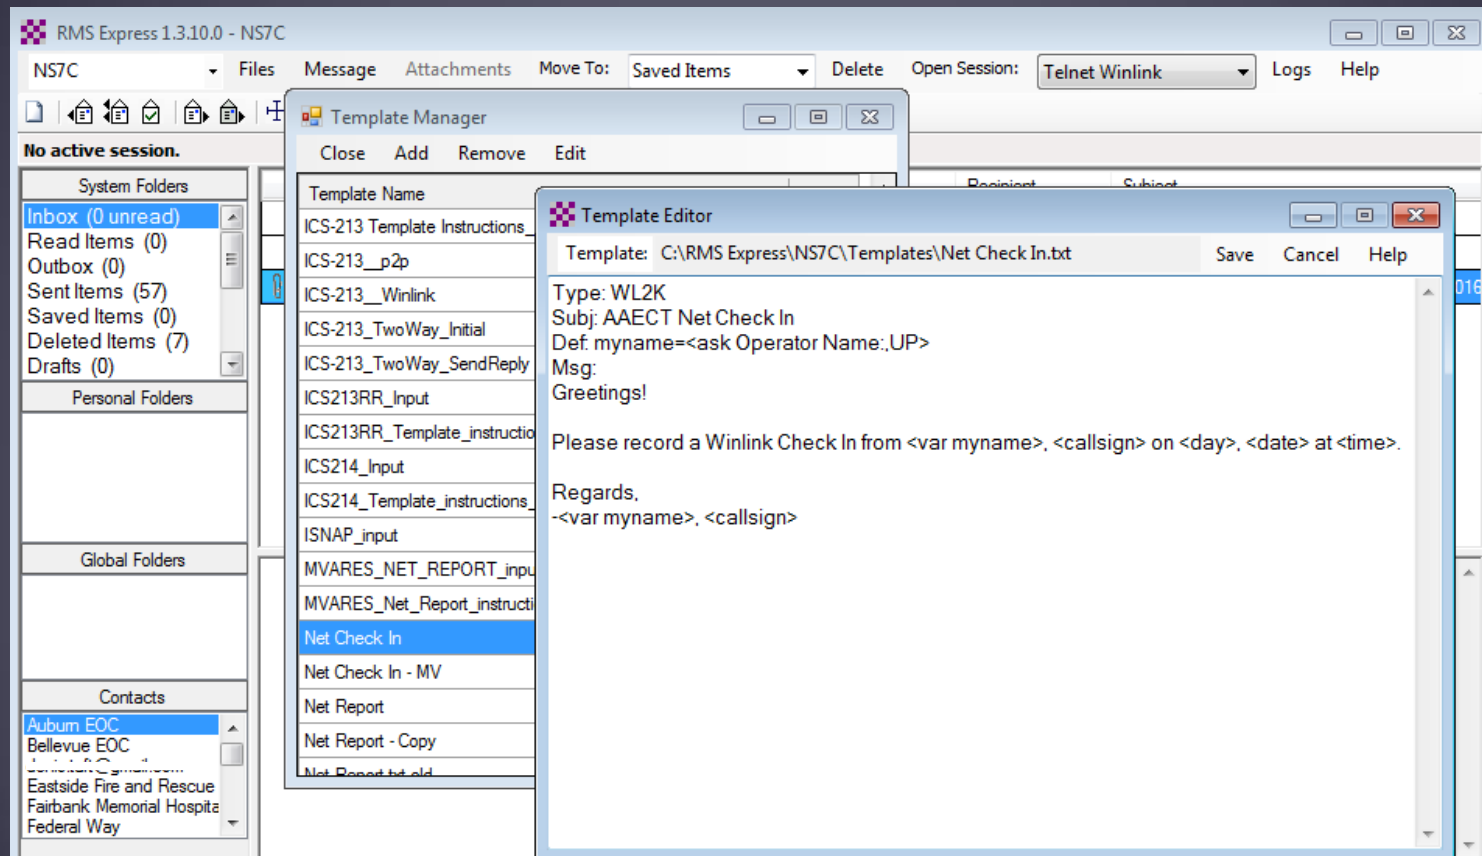 RMS Express 1.3.10.0 - NS7C
NS7C Files Message Attachments Move To: Saved Items Delete Open Session: Telnet Winlink Logs Help
No active session.
System Folders
Inbox (0 unread)
Read Items (0)
Outbox (0)
Sent Items (57)
Saved Items (0)
Deleted Items (7)
Drafts (0)
Personal Folders
Global Folders
Contacts
Auburn EOC
Bellevue EOC
Eastside Fire and Rescue
Fairbank Memorial Hospita
Federal Way
Template Manager
Close Add Remove Edit
Template Name
ICS-213 Template Instructions_
ICS-213__p2p
ICS-213__Winlink
ICS-213_TwoWay_Initial
ICS-213_TwoWay_SendReply
ICS213RR_Input
ICS213RR_Template_instructio
ICS214_Input
ICS214_Template_instructions_
ISNAP_input
MVARES_NET_REPORT_inpu
MVARES_Net_Report_instructi
Net Check In
Net Check In - MV
Net Report
Net Report - Copy
Net Report.txt.old
Recipient Subject
016
Template Editor
Template: C:\RMS Express\NS7C\Templates\Net Check In.txt Save Cancel Help
Type: WL2K
Subj: AAECT Net Check In
Def: myname=<ask Operator Name:,UP>
Msg:
Greetings!
Please record a Winlink Check In from <var myname>, <callsign> on <day>, <date> at <time>.
Regards,
-<var myname>, <callsign>